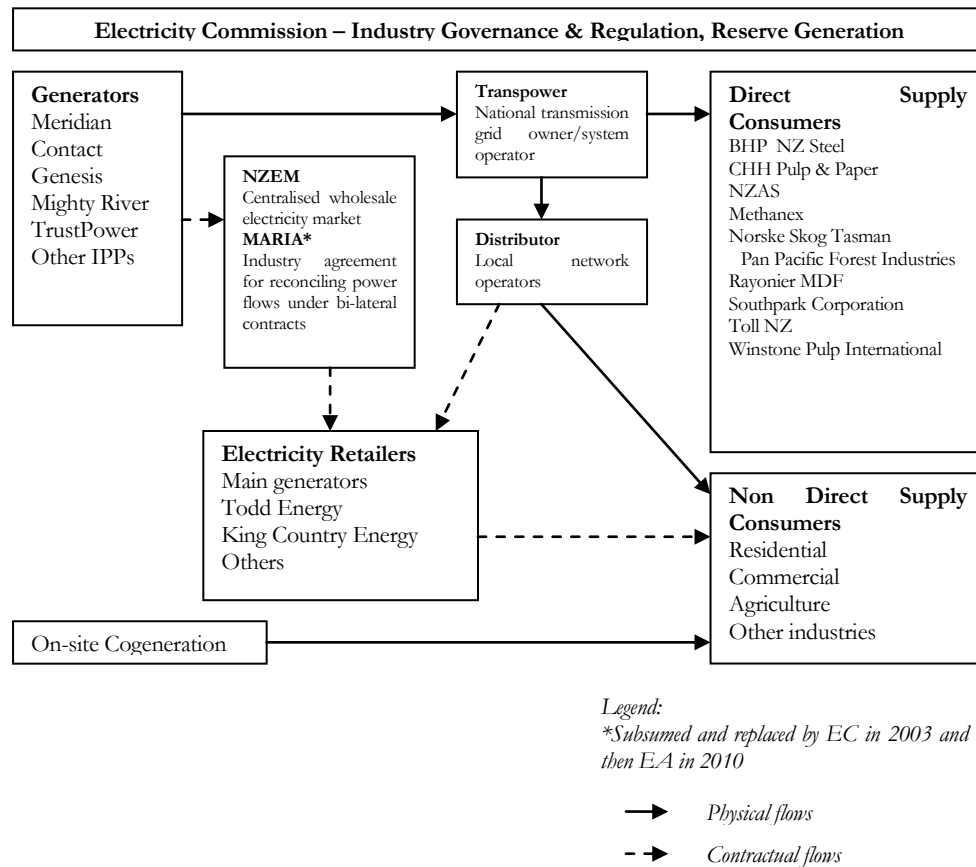 Electricity Commission – Industry Governance & Regulation, Reserve Generation
Generators
Meridian
Contact
Genesis
Mighty River
TrustPower
Other IPPs
NZEM
Centralised wholesale
electricity market
MARIA*
Industry agreement
for reconciling power
flows under bi-lateral
contracts
Transpower
National transmission
grid owner/system
operator
Distributor
Local network
operators
Direct Supply
Consumers
BHP NZ Steel
CHH Pulp & Paper
NZAS
Methanex
Norske Skog Tasman
Pan Pacific Forest Industries
Rayonier MDF
Southpark Corporation
Toll NZ
Winstone Pulp International
Electricity Retailers
Main generators
Todd Energy
King Country Energy
Others
Non Direct Supply
Consumers
Residential
Commercial
Agriculture
Other industries
On-site Cogeneration
Legend:
*Subsumed and replaced by EC in 2003 and
then EA in 2010
Physical flows
Contractual flows